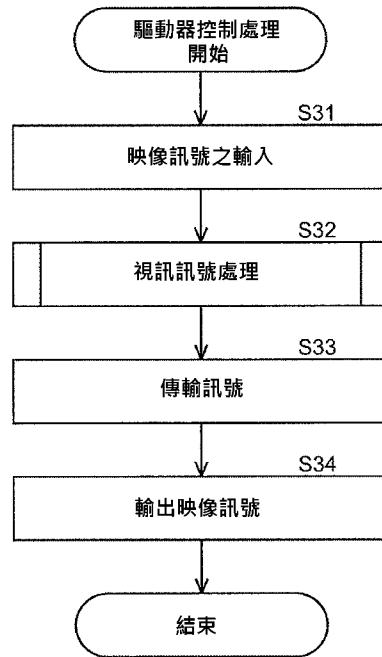 驅動器控制處理
開始
S31
映像訊號之輸入
S32
視訊訊號處理
S33
傳輸訊號
S34
輸出映像訊號
結束